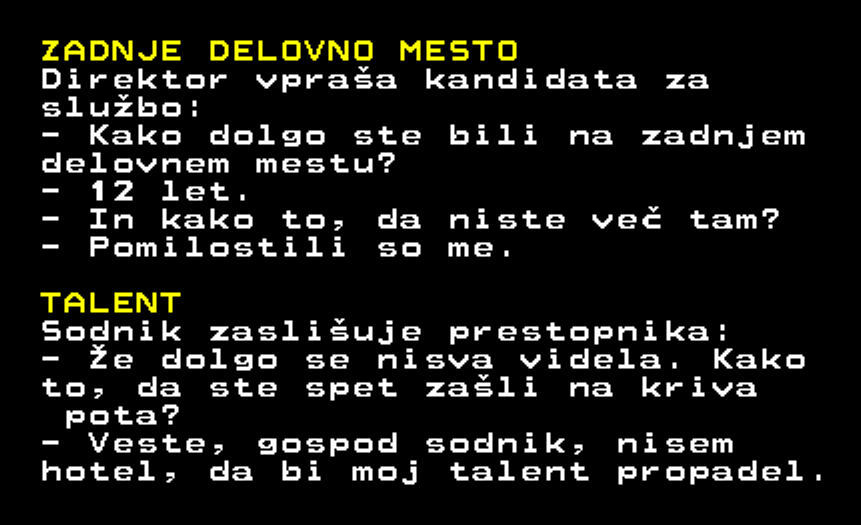 ZADNJE DELOVNO MESTO
Direktor vpraša kandidata za
službo:
- Kako dolgo ste bili na zadnjem
delovnem mestu?
- 12 let.
- In kako to, da niste več tam?
- Pomilostili so me.
TALENT
Sodnik zaslišuje prestopnika:
- Že dolgo se nisva videla. Kako
to, da ste spet zašli na kriva
pota?
- Veste, gospod sodnik, nisem
hotel, da bi moj talent propadel.